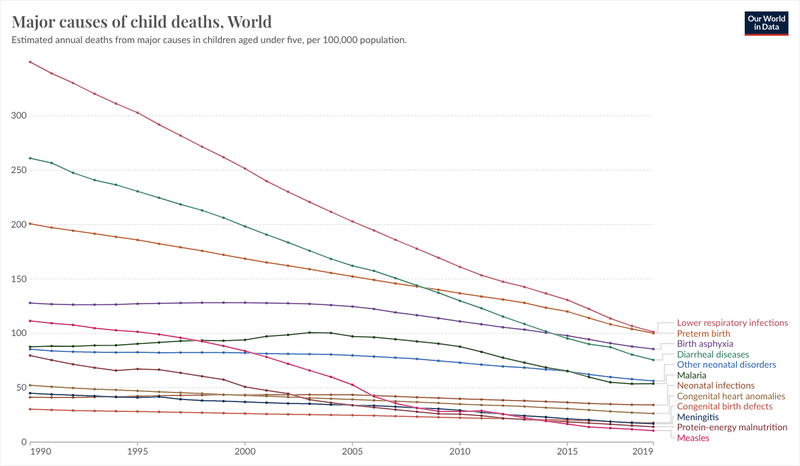 Major causes of child deaths, World
Estimated annual deaths from major causes in children aged under five, per 100,000 population.
Our World
in Data
300
250
200
150
100
50
0
1990
1995
2000
2005
2010
2015
2019
Lower respiratory infections
Preterm birth
Birth asphyxia
Diarrheal diseases
Other neonatal disorders
Malaria
Neonatal infections
Congenital heart anomalies
Congenital birth defects
Meningitis
Protein-energy malnutrition
Measles